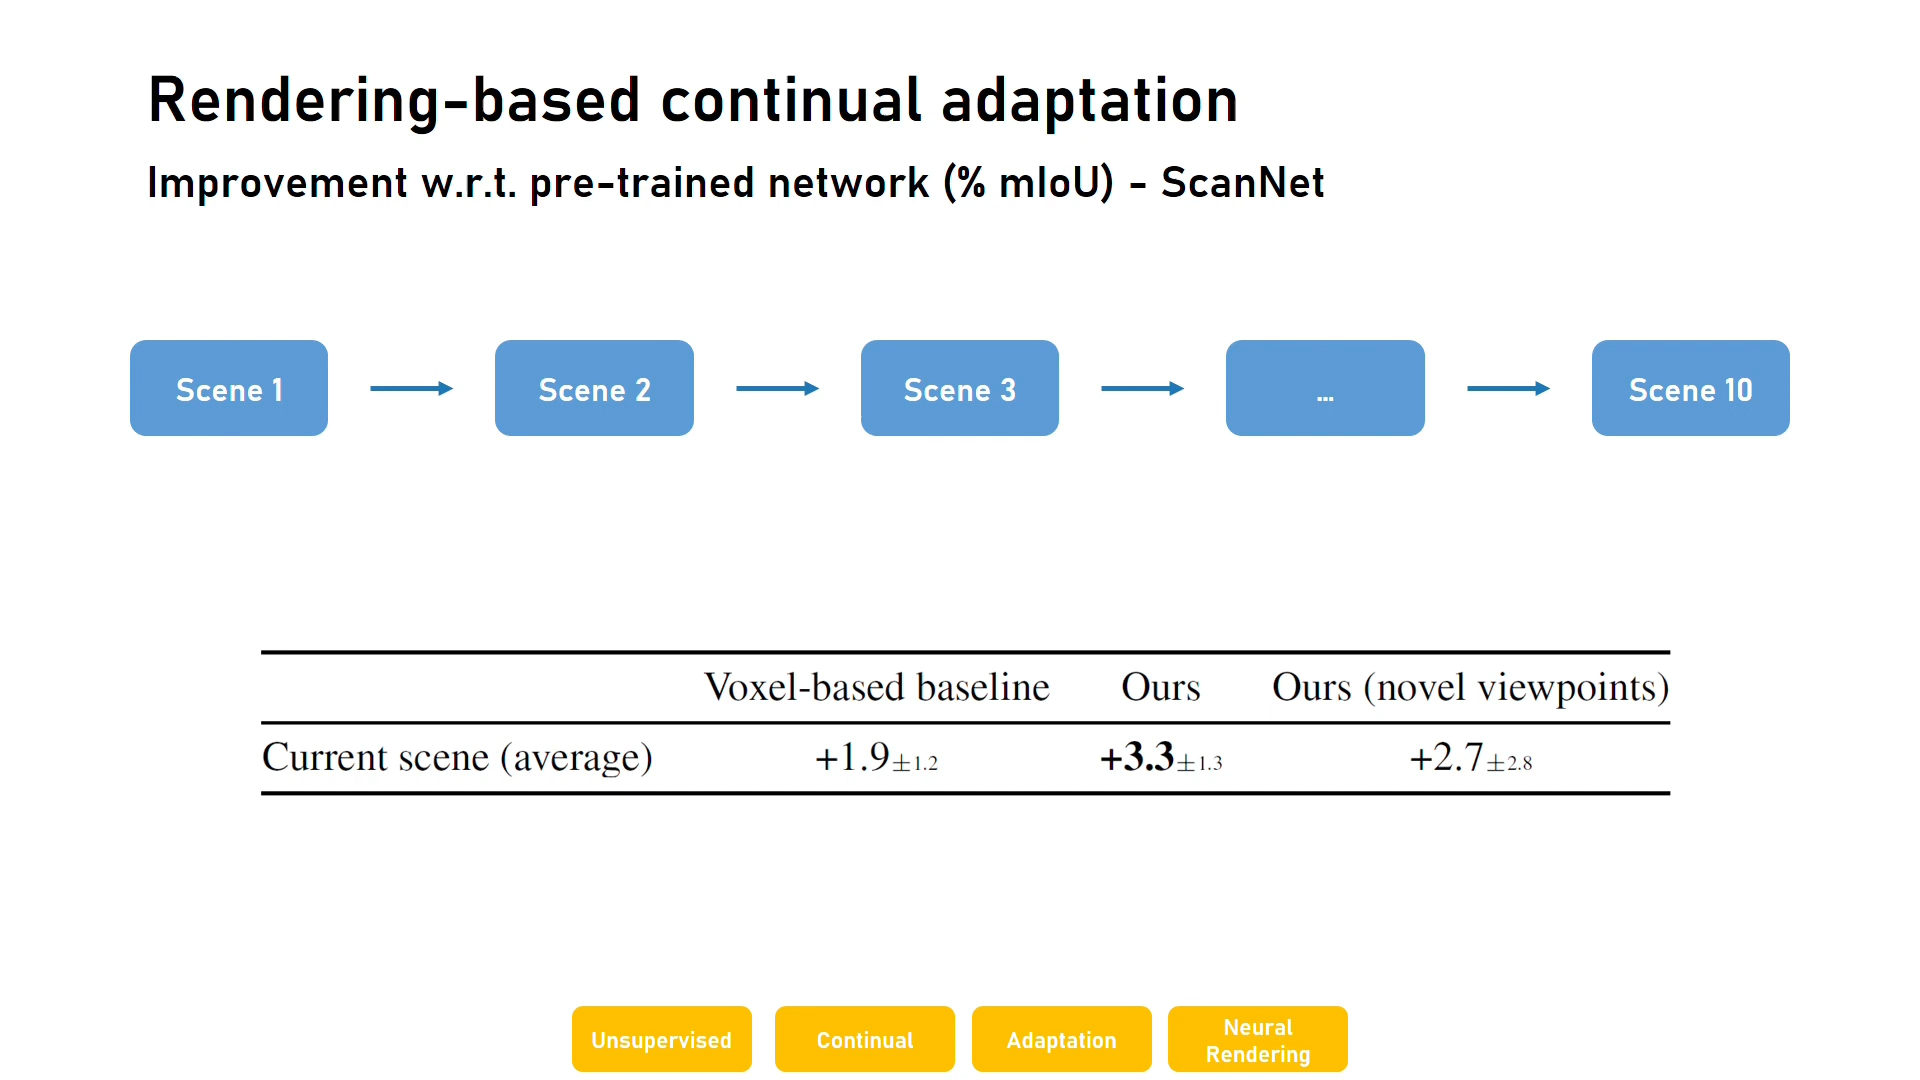 Rendering-based continual adaptation
Improvement w.r.t. pre-trained network (% mIoU) - ScanNet
Scene 1
Scene 2
Scene 3
...
Scene 10
Voxel-based baseline Ours Ours (novel viewpoints)
Current scene (average) +1.9±1.2 +3.3±1.3 +2.7±2.8
Unsupervised
Continual
Adaptation
Neural
Rendering